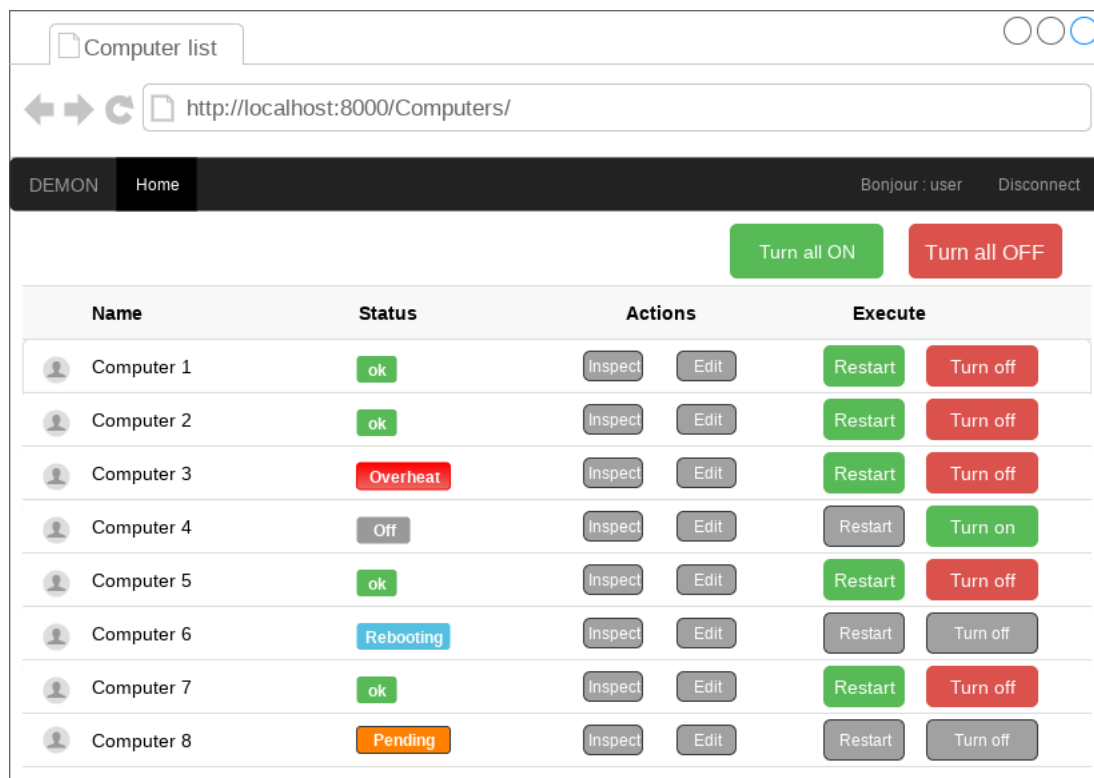 Computer list
http://localhost:8000/Computers/
DEMON Home Bonjour : user Disconnect
Turn all ON Turn all OFF
Name Status Actions Execute
Computer 1 ok Inspect Edit Restart Turn off
Computer 2 ok Inspect Edit Restart Turn off
Computer 3 Overheat Inspect Edit Restart Turn off
Computer 4 Off Inspect Edit Restart Turn on
Computer 5 ok Inspect Edit Restart Turn off
Computer 6 Rebooting Inspect Edit Restart Turn off
Computer 7 ok Inspect Edit Restart Turn off
Computer 8 Pending Inspect Edit Restart Turn off